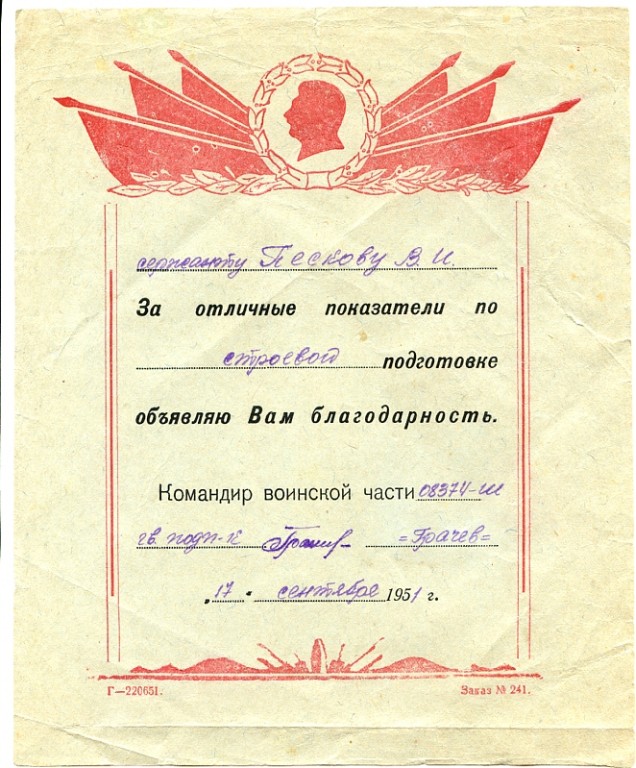 сержанту Пескову В. И.
За отличные показатели по
строевой подготовке
объявляю Вам благодарность.
Командир воинской части 08374-Ш
гв. подп-к =Грачев=
„17“ сентября 1951 г.
Г—220651.
Заказ № 241.